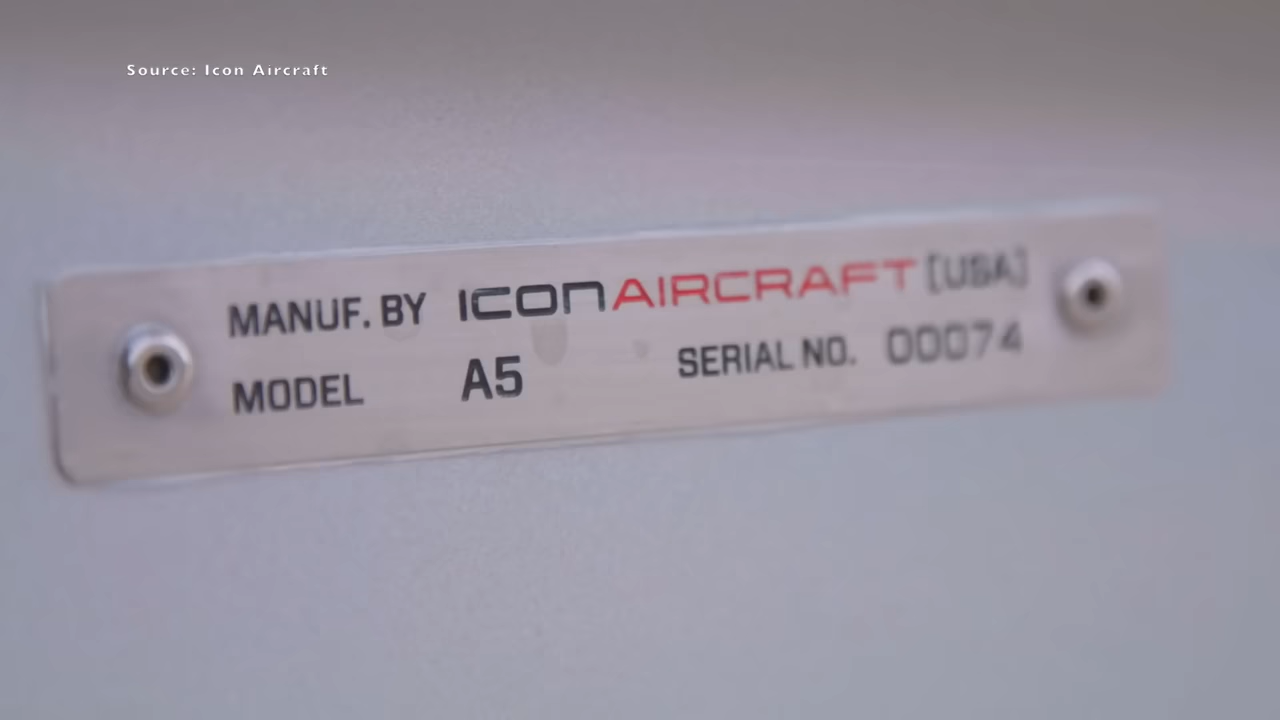 Source: Icon Aircraft
MANUF. BY ICON AIRCRAFT [USA]
MODEL A5 SERIAL NO. 00074